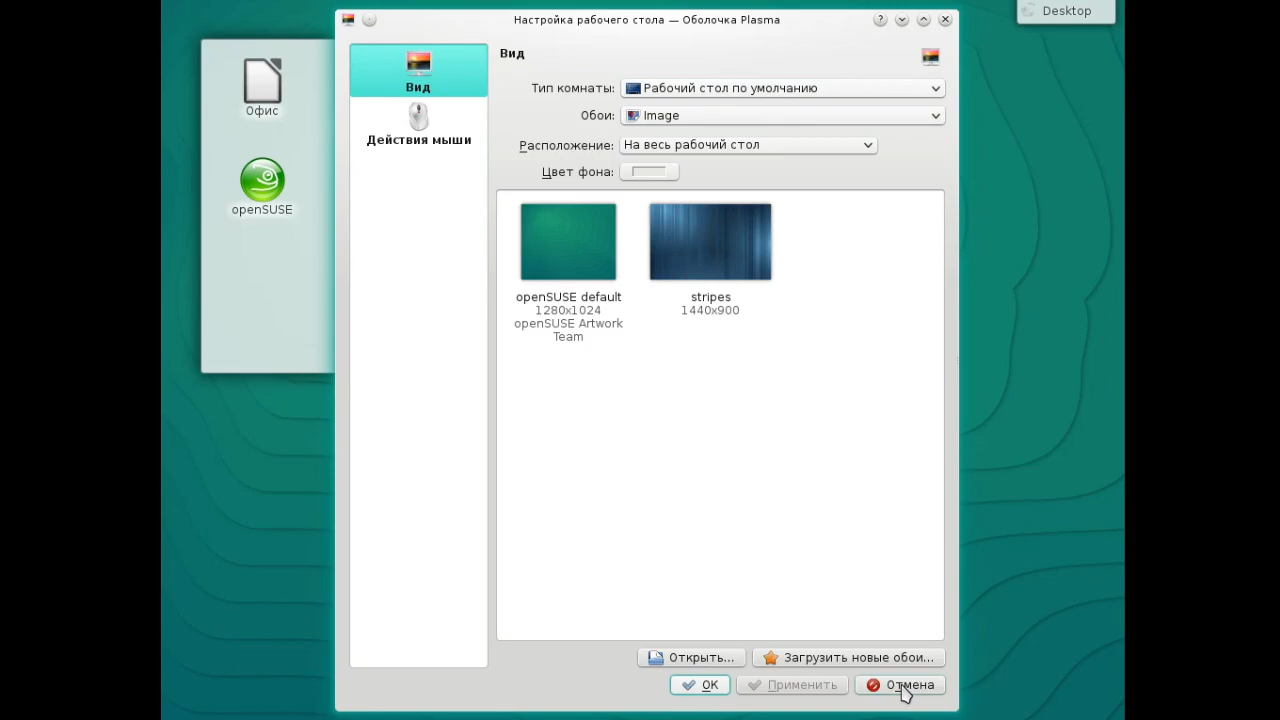 Desktop
Офис
openSUSE
Настройка рабочего стола — Оболочка Plasma
?
Вид
Действия мыши
Вид
Тип комнаты: Рабочий стол по умолчанию
Обои: Image
Расположение: На весь рабочий стол
Цвет фона:
openSUSE default
1280x1024
openSUSE Artwork
Team
stripes
1440x900
Открыть... Загрузить новые обои...
OK Применить Отмена